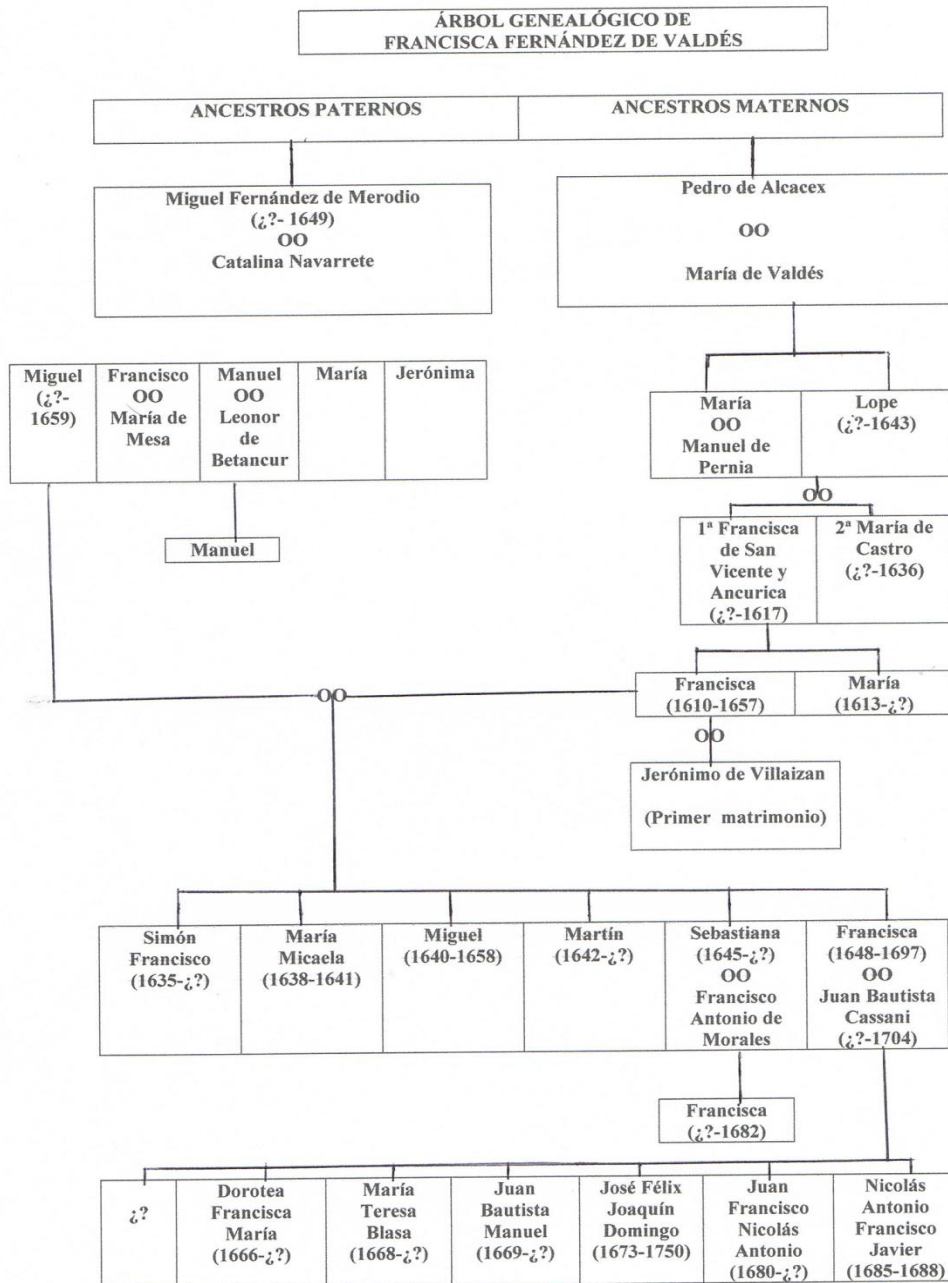 ÁRBOL GENEALÓGICO DE
FRANCISCA FERNÁNDEZ DE VALDÉS
ANCESTROS PATERNOS
ANCESTROS MATERNOS
Miguel Fernández de Merodio
(¿?- 1649)
OO
Catalina Navarrete
Pedro de Alcacex
OO
María de Valdés
Miguel
(¿?-
1659)
Francisco
OO
María de
Mesa
Manuel
OO
Leonor
de
Betancur
María
Jerónima
Manuel
María
OO
Manuel de
Pernia
Lope
(¿?-1643)
OO
1ª Francisca
de San
Vicente y
Ancurica
(¿?-1617)
2ª María de
Castro
(¿?-1636)
OO
Francisca
(1610-1657)
María
(1613-¿?)
OO
Jerónimo de Villaizan
(Primer matrimonio)
Simón
Francisco
(1635-¿?)
María
Micaela
(1638-1641)
Miguel
(1640-1658)
Martín
(1642-¿?)
Sebastiana
(1645-¿?)
OO
Francisco
Antonio de
Morales
Francisca
(1648-1697)
OO
Juan Bautista
Cassani
(¿?-1704)
Francisca
(¿?-1682)
¿?
Dorotea
Francisca
María
(1666-¿?)
María
Teresa
Blasa
(1668-¿?)
Juan
Bautista
Manuel
(1669-¿?)
José Félix
Joaquín
Domingo
(1673-1750)
Juan
Francisco
Nicolás
Antonio
(1680-¿?)
Nicolás
Antonio
Francisco
Javier
(1685-1688)